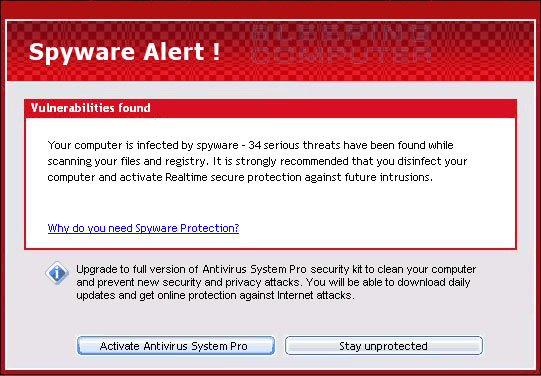 BLEEPING
COMPUTER
Spyware Alert !
Vulnerabilities found
Your computer is infected by spyware - 34 serious threats have been found while
scanning your files and registry. It is strongly recommended that you disinfect your
computer and activate Realtime secure protection against future intrusions.
Why do you need Spyware Protection?
Upgrade to full version of Antivirus System Pro security kit to clean your computer
and prevent new security and privacy attacks. You will be able to download daily
updates and get online protection against Internet attacks.
Activate Antivirus System Pro
Stay unprotected